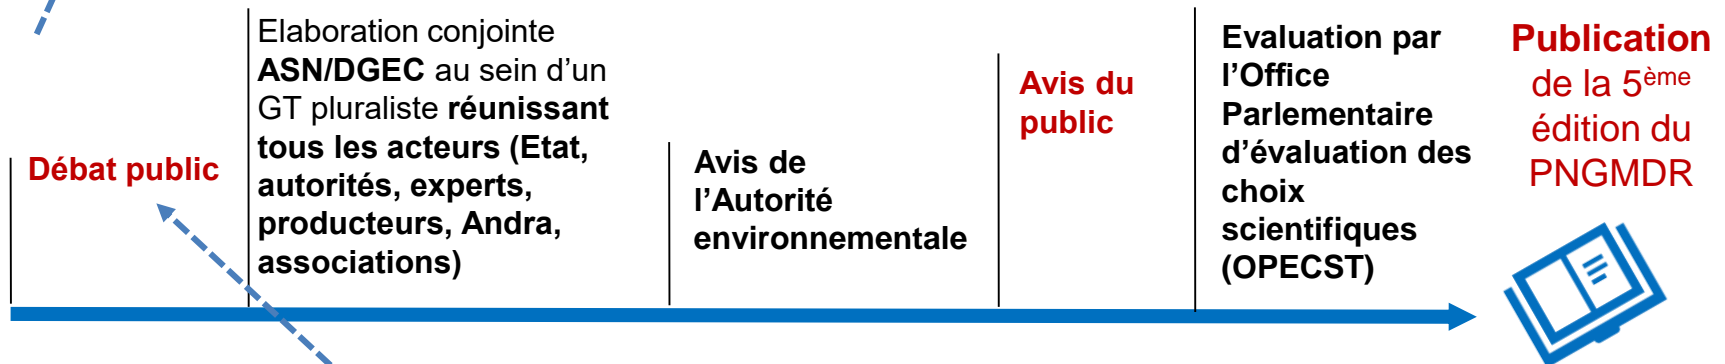 Débat public
Elaboration conjointe
ASN/DGEC au sein d’un
GT pluraliste réunissant
tous les acteurs (Etat,
autorités, experts,
producteurs, Andra,
associations)
Avis de
l’Autorité
environnementale
Avis du
public
Evaluation par
l’Office
Parlementaire
d’évaluation des
choix
scientifiques
(OPECST)
Publication
de la 5ème
édition du
PNGMDR